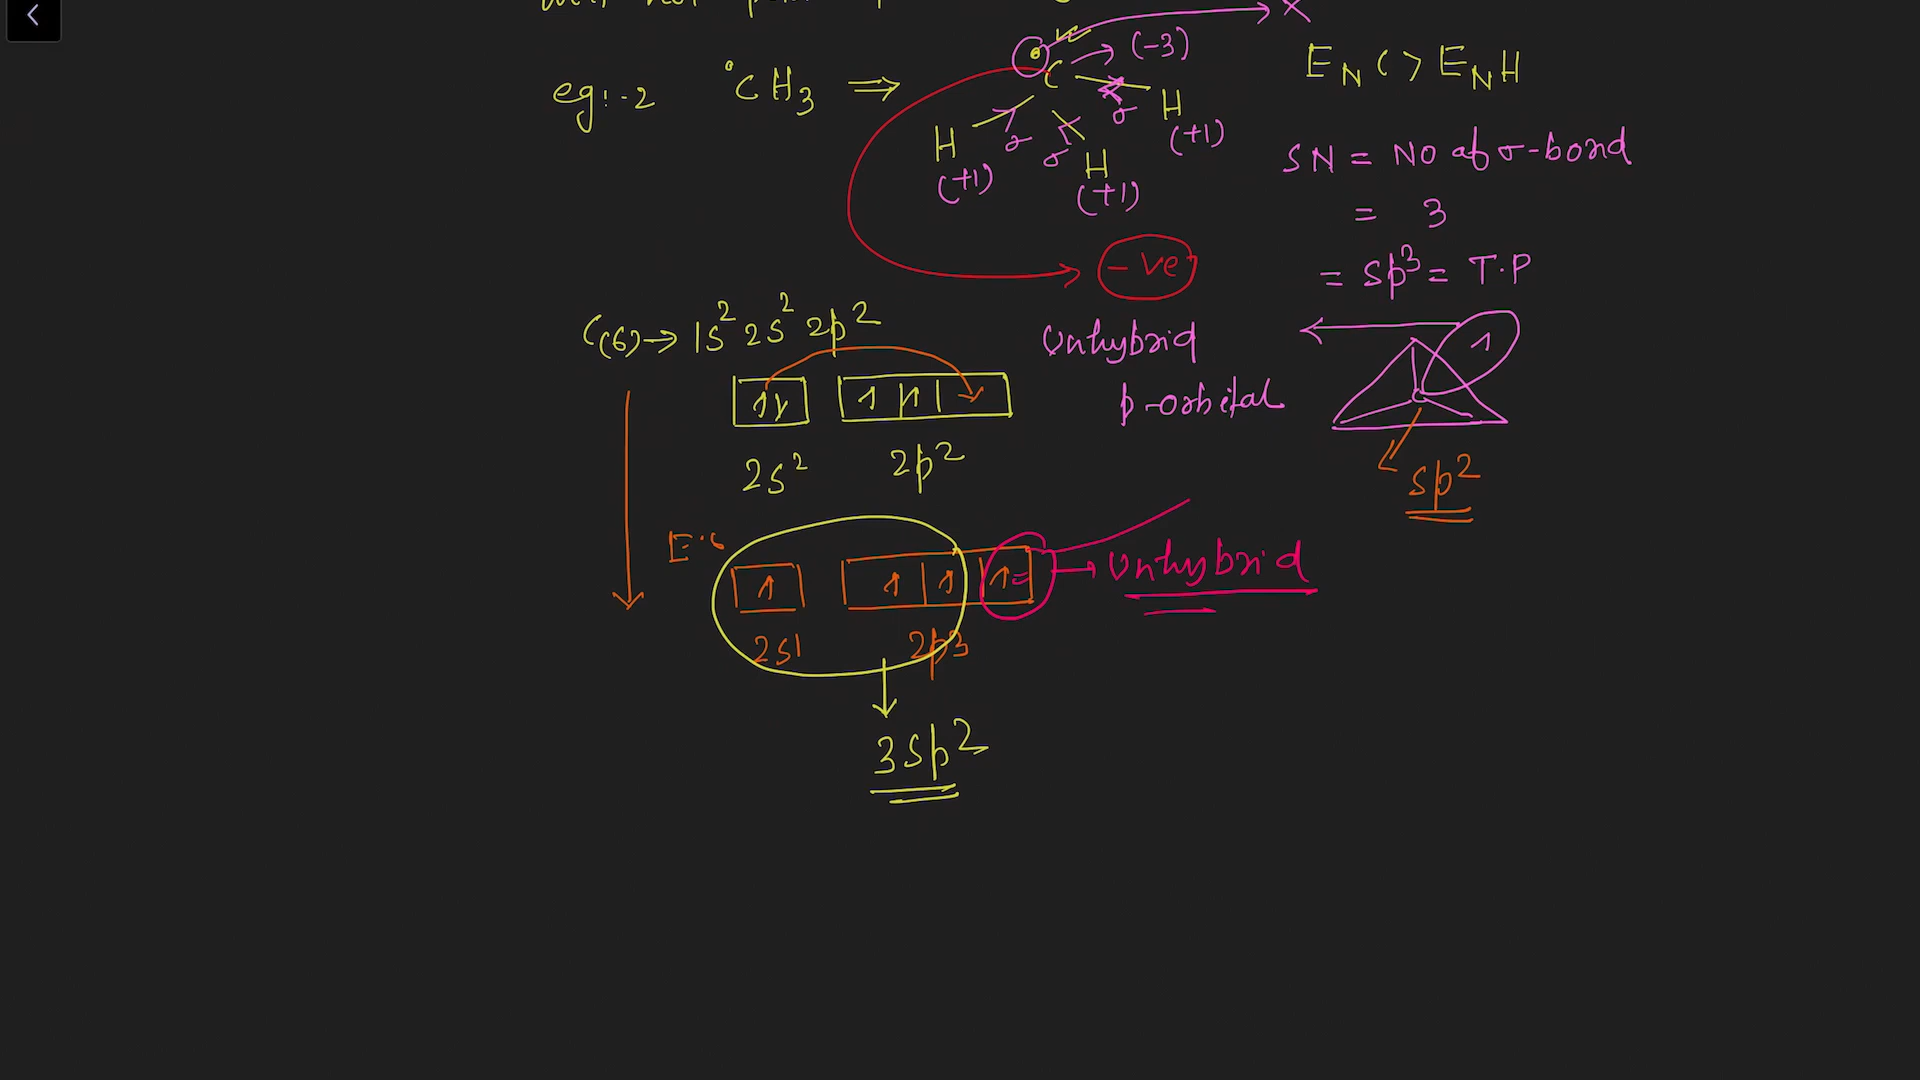 eg:-2 •CH3 ⇒
C (-3)
H (+1) σ
H (+1) σ
H (+1) σ
x
EN C > EN H
SN = No of σ-bond
= 3
= sp³ = T.P
-ve
C(6) → 1s² 2s² 2p²
2s² 2p²
Unhybrid
p-orbital
C
sp²
E.S
2s1 2p3
→ Unhybrid
3sp²